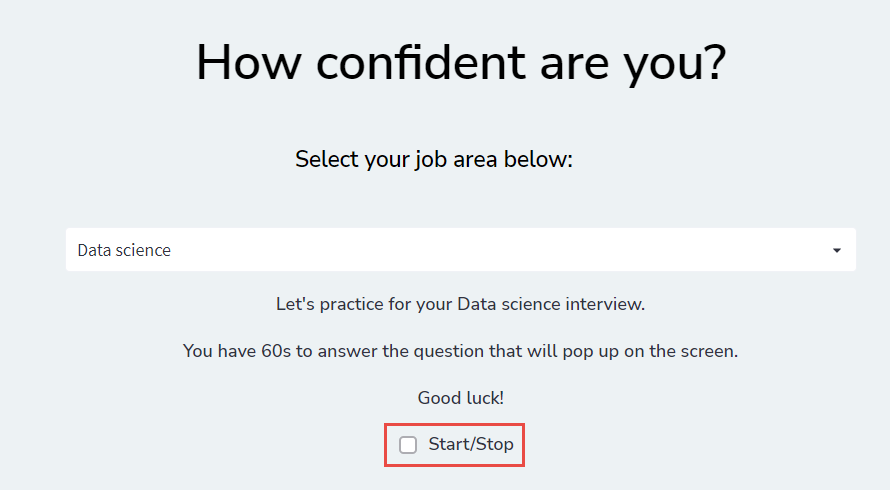 How confident are you?
Select your job area below:
Data science
Let's practice for your Data science interview.
You have 60s to answer the question that will pop up on the screen.
Good luck!
Start/Stop